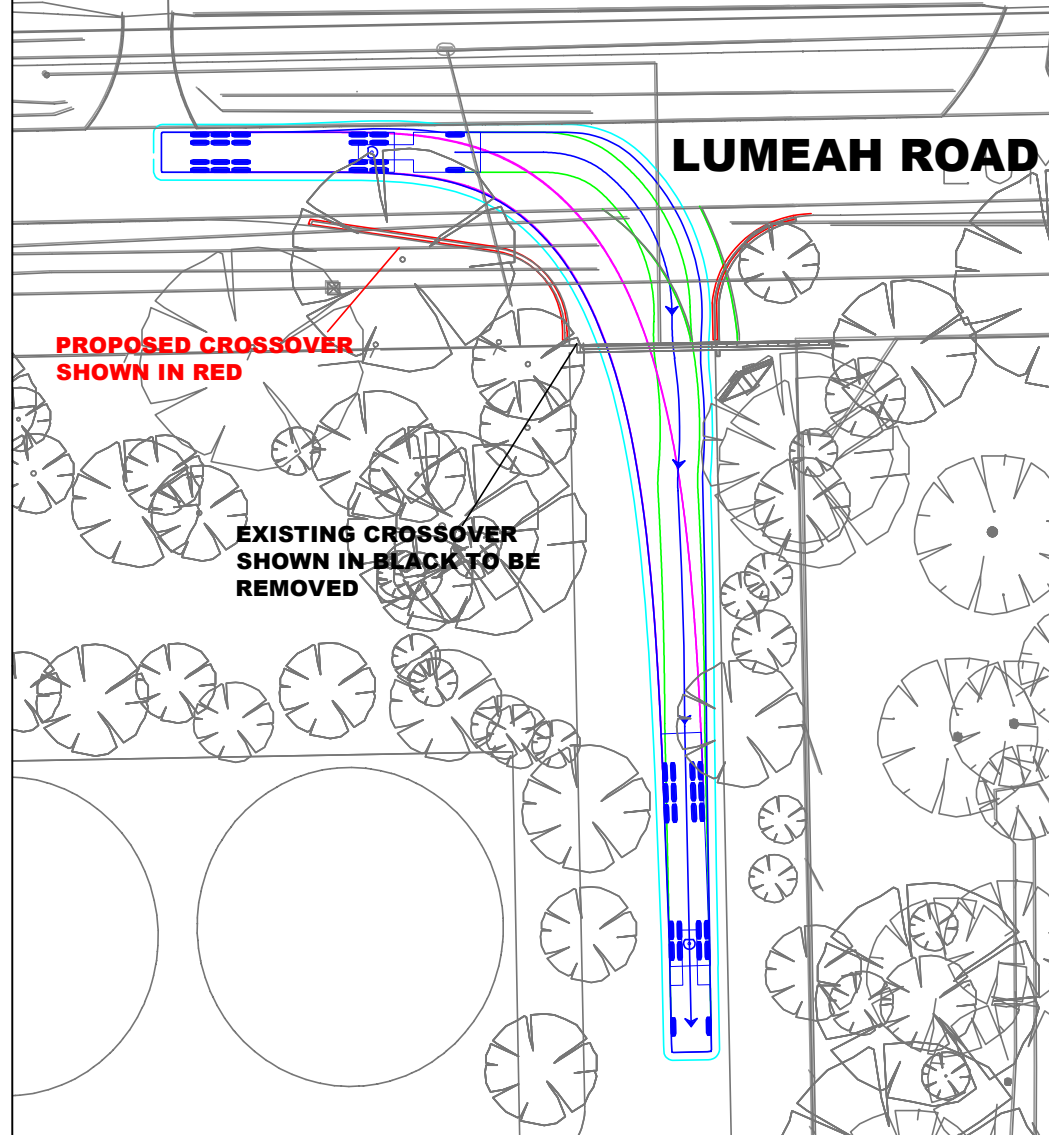 LUMEAH ROAD
PROPOSED CROSSOVER
SHOWN IN RED
EXISTING CROSSOVER
SHOWN IN BLACK TO BE
REMOVED